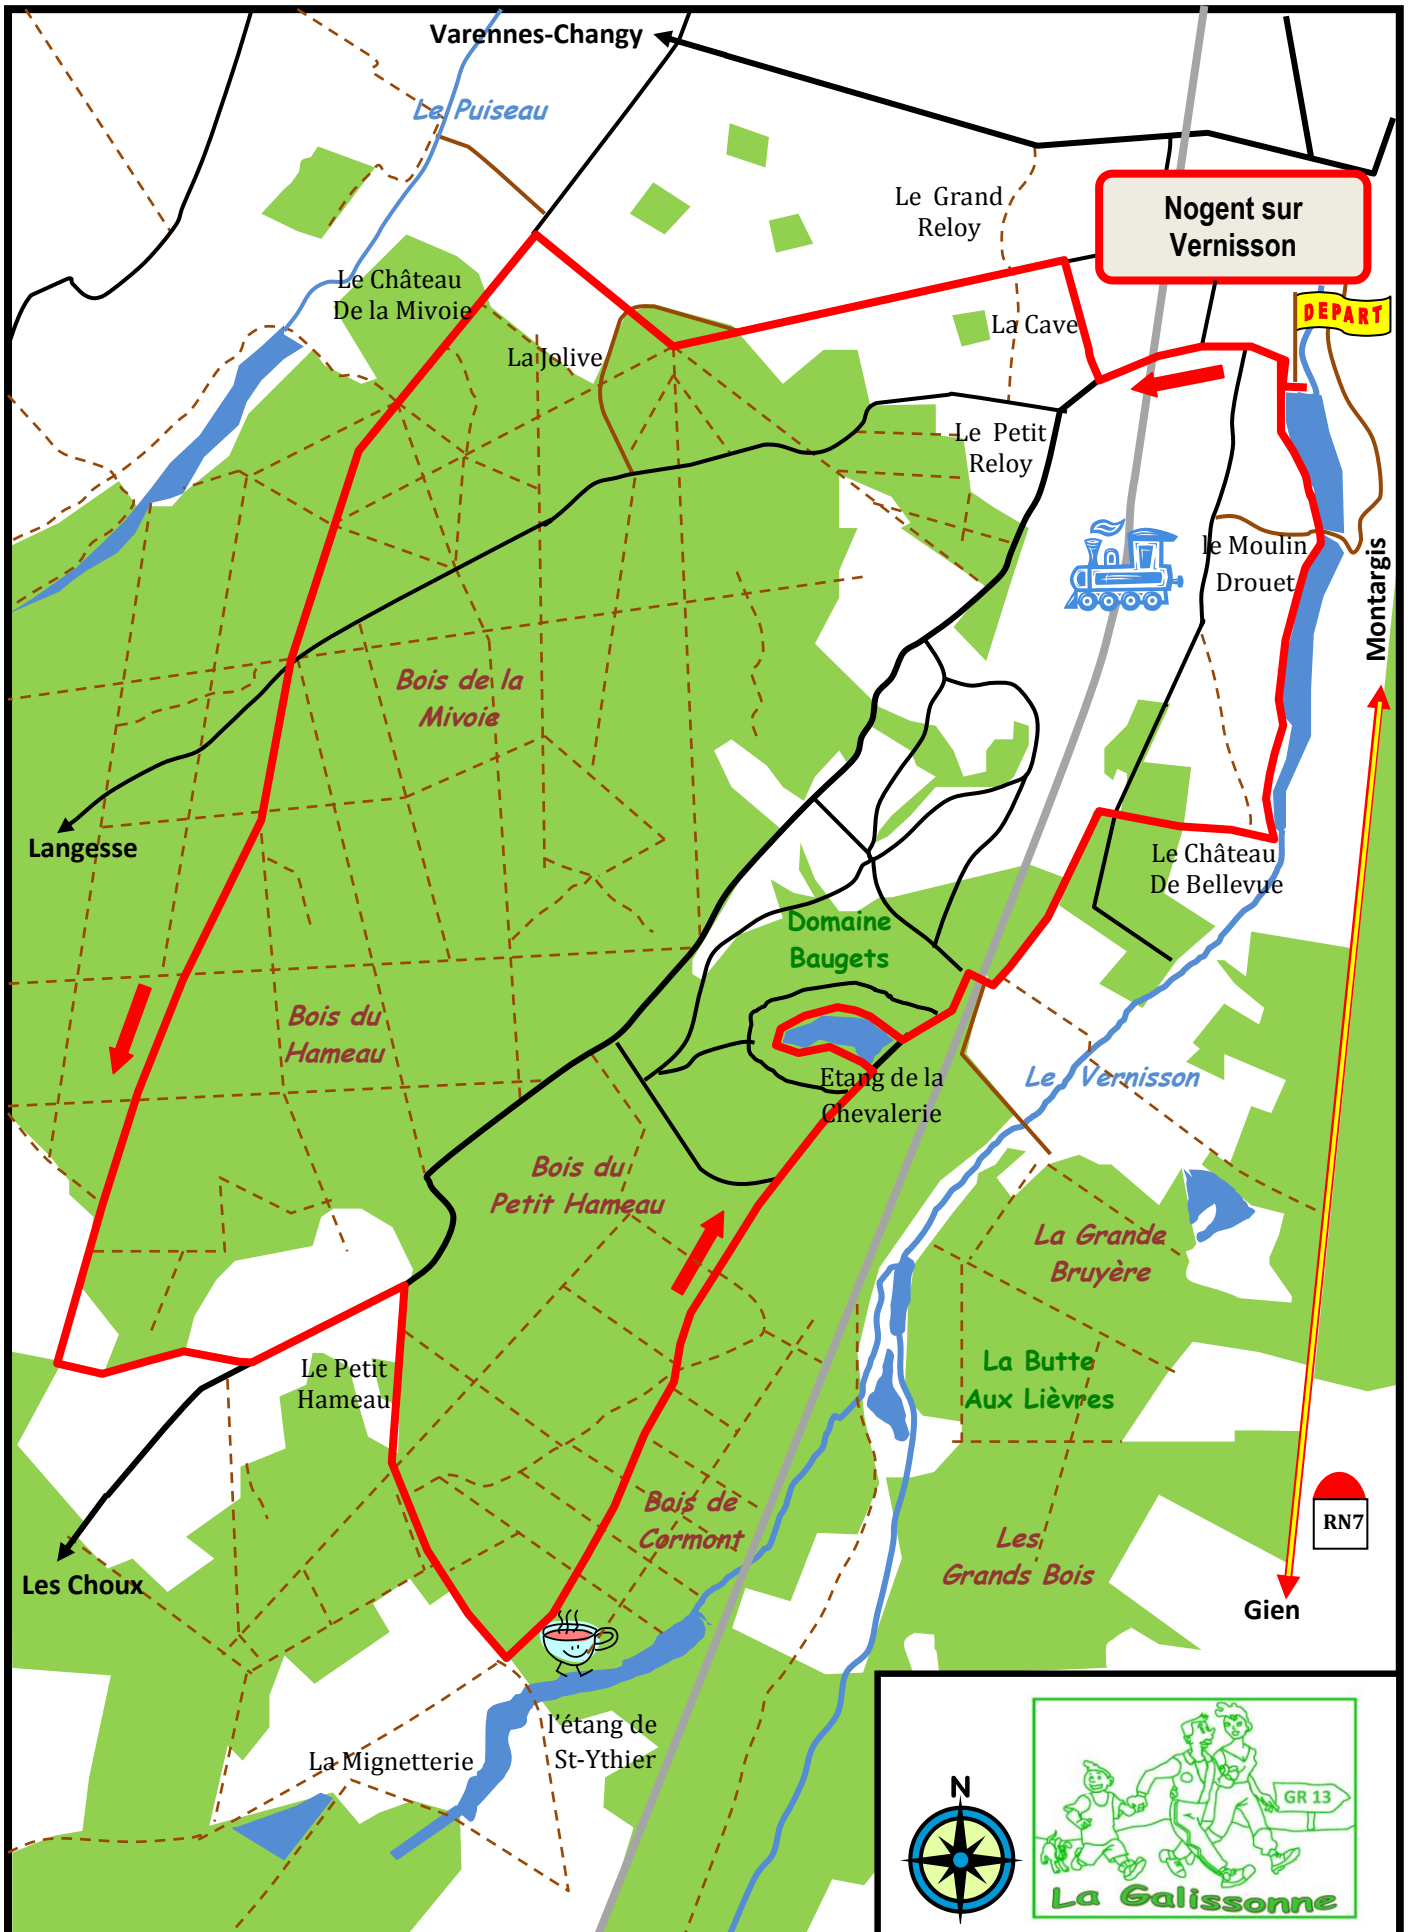 Varennes-Changy
Le Puiseau
Le Grand
Reloy
Nogent sur
Vernisson
Le Château
De la Mivoie
DEPART
La Cave
La Jolive
Le Petit
Reloy
le Moulin
Drouet
Montargis
Bois de la
Mivoie
Langesse
Le Château
De Bellevue
Domaine
Baugets
Bois du
Hameau
Etang de la
Chevalerie
Le Vernisson
Bois du
Petit Hameau
La Grande
Bruyère
Le Petit
Hameau
La Butte
Aux Lièvres
Bois de
Cormont
Les
Grands Bois
RN7
Les Choux
Gien
l'étang de
St-Ythier
La Mignetterie
N
GR 13
La Galissonne